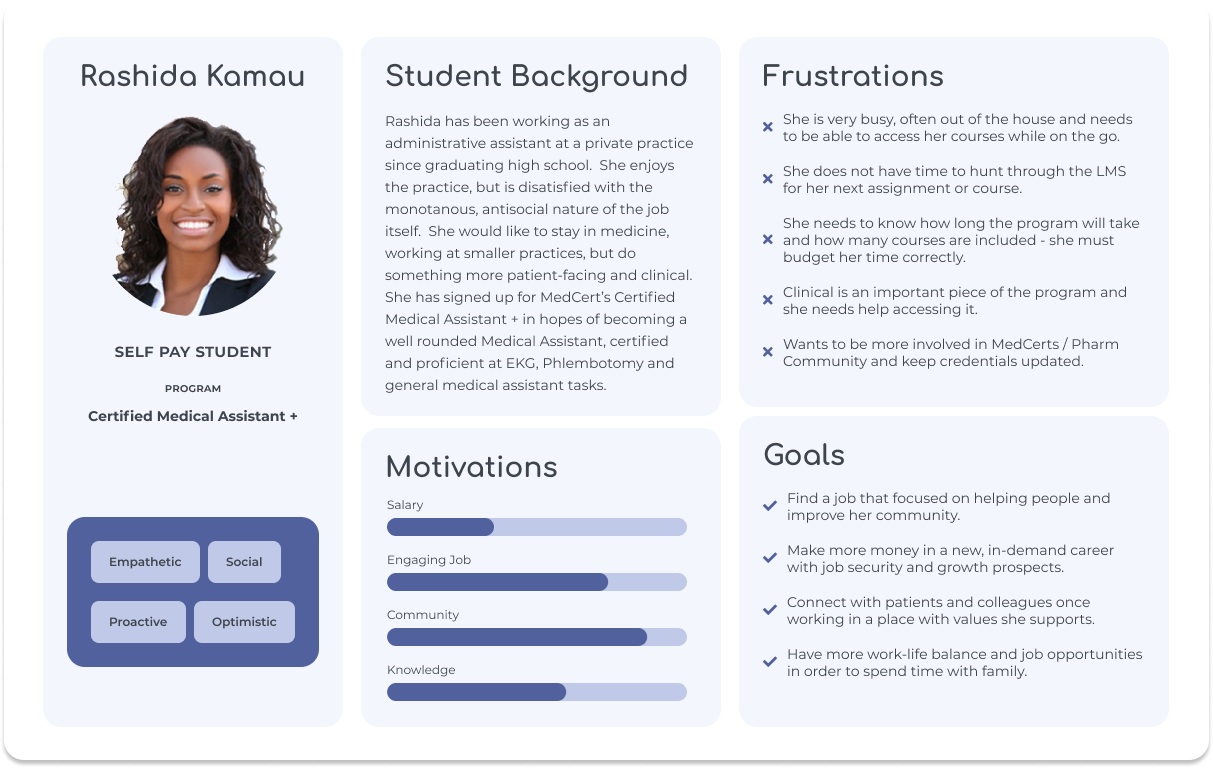 Rashida Kamau
SELF PAY STUDENT
PROGRAM
Certified Medical Assistant +
Empathetic
Social
Proactive
Optimistic
Student Background
Rashida has been working as an
administrative assistant at a private practice
since graduating high school.  She enjoys
the practice, but is disatisfied with the
monotanous, antisocial nature of the job
itself.  She would like to stay in medicine,
working at smaller practices, but do
something more patient-facing and clinical.
She has signed up for MedCert's Certified
Medical Assistant + in hopes of becoming a
well rounded Medical Assistant, certified
and proficient at EKG, Phlembotomy and
general medical assistant tasks.
Motivations
Salary
Engaging Job
Community
Knowledge
Frustrations
She is very busy, often out of the house and needs
to be able to access her courses while on the go.
She does not have time to hunt through the LMS
for her next assignment or course.
She needs to know how long the program will take
and how many courses are included - she must
budget her time correctly.
Clinical is an important piece of the program and
she needs help accessing it.
Wants to be more involved in MedCerts / Pharm
Community and keep credentials updated.
Goals
Find a job that focused on helping people and
improve her community.
Make more money in a new, in-demand career
with job security and growth prospects.
Connect with patients and colleagues once
working in a place with values she supports.
Have more work-life balance and job opportunities
in order to spend time with family.